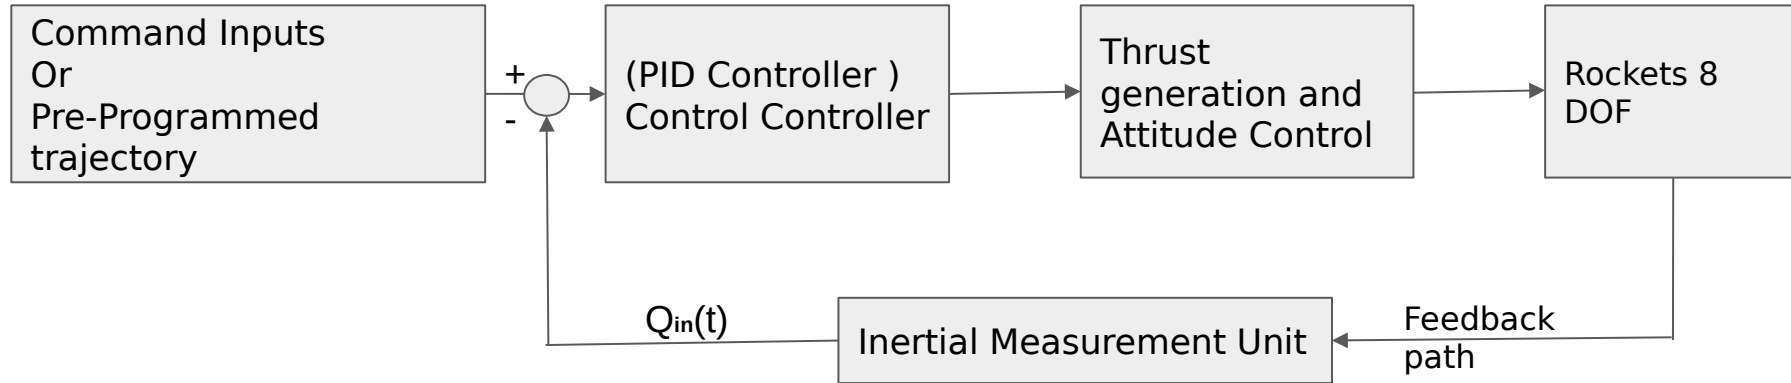 Command Inputs
Or
Pre-Programmed
trajectory
+
-
(PID Controller )
Control Controller
Thrust
generation and
Attitude Control
Rockets 8
DOF
Qin(t)
Inertial Measurement Unit
Feedback
path